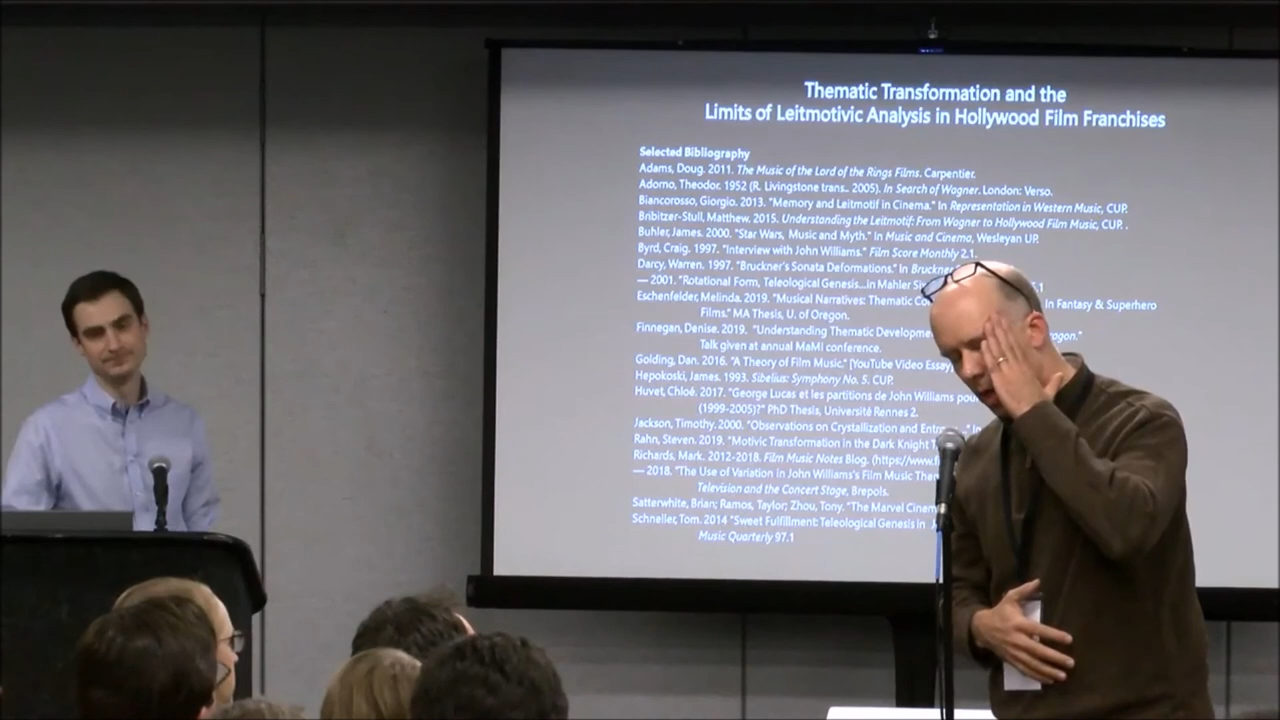 Thematic Transformation and the
Limits of Leitmotivic Analysis in Hollywood Film Franchises
Selected Bibliography
Adams, Doug. 2011. The Music of the Lord of the Rings Films. Carpentier.
Adorno, Theodor. 1952 (R. Livingstone trans.. 2005). In Search of Wagner. London: Verso.
Biancorosso, Giorgio. 2013. "Memory and Leitmotif in Cinema." In Representation in Western Music, CUP.
Bribitzer-Stull, Matthew. 2015. Understanding the Leitmotif: From Wagner to Hollywood Film Music, CUP. .
Buhler, James. 2000. "Star Wars, Music and Myth." In Music and Cinema, Wesleyan UP.
Byrd, Craig. 1997. "Interview with John Williams." Film Score Monthly 2.1.
Darcy, Warren. 1997. "Bruckner's Sonata Deformations." In Bruckner
— 2001. "Rotational Form, Teleological Genesis...in Mahler
Eschenfelder, Melinda. 2019. "Musical Narratives: Thematic In Fantasy & Superhero
Films." MA Thesis, U. of Oregon.
Finnegan, Denise. 2019. "Understanding Thematic
Talk given at annual MaMI conference.
Golding, Dan. 2016. "A Theory of Film Music." [YouTube Video Essay
Hepokoski, James. 1993. Sibelius: Symphony No. 5. CUP.
Huvet, Chloé. 2017. "George Lucas et les partitions de John Williams
(1999-2005)?" PhD Thesis, Université Rennes 2.
Jackson, Timothy. 2000. "Observations on Crystallization and In
Rahn, Steven. 2019. "Motivic Transformation in the Dark Knight
Richards, Mark. 2012-2018. Film Music Notes Blog.
— 2018. "The Use of Variation in John Williams's Film Music
Television and the Concert Stage, Brepols.
Satterwhite, Brian; Ramos, Taylor; Zhou, Tony. "The Marvel
Schneller, Tom. 2014 "Sweet Fulfillment: Teleological Genesis in
Music Quarterly 97.1